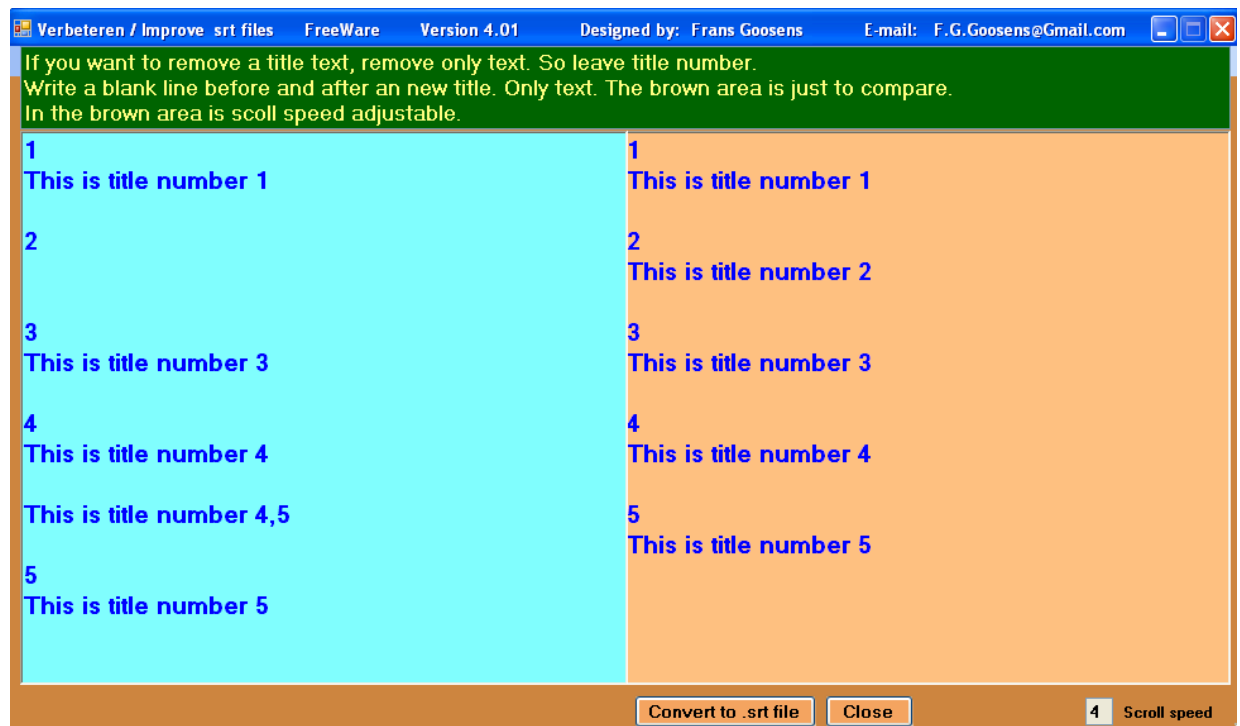 Verbeteren / Improve srt files FreeWare Version 4.01 Designed by: Frans Goosens E-mail: F.G.Goosens@Gmail.com
If you want to remove a title text, remove only text. So leave title number.
Write a blank line before and after an new title. Only text. The brown area is just to compare.
In the brown area is scoll speed adjustable.
1
This is title number 1
2
3
This is title number 3
4
This is title number 4
This is title number 4,5
5
This is title number 5
1
This is title number 1
2
This is title number 2
3
This is title number 3
4
This is title number 4
5
This is title number 5
Convert to .srt file Close 4 Scroll speed